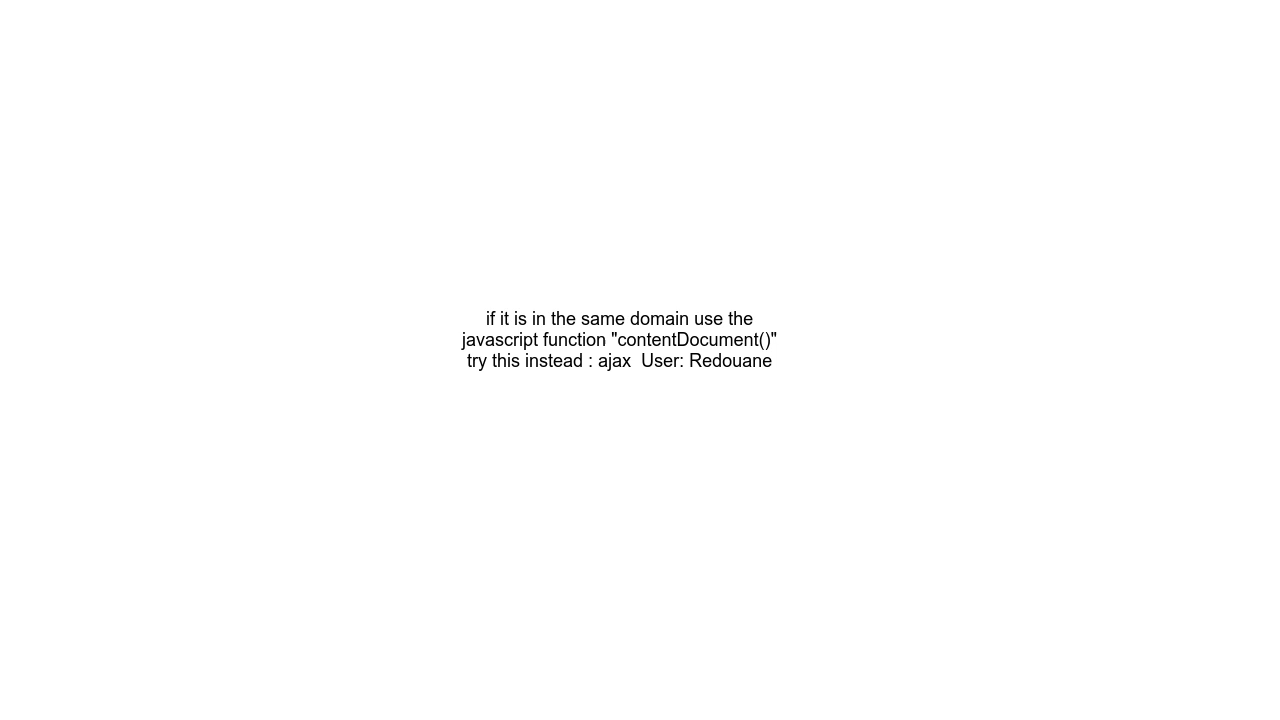 if it is in the same domain use the
javascript function "contentDocument()"
try this instead : ajax  User: Redouane